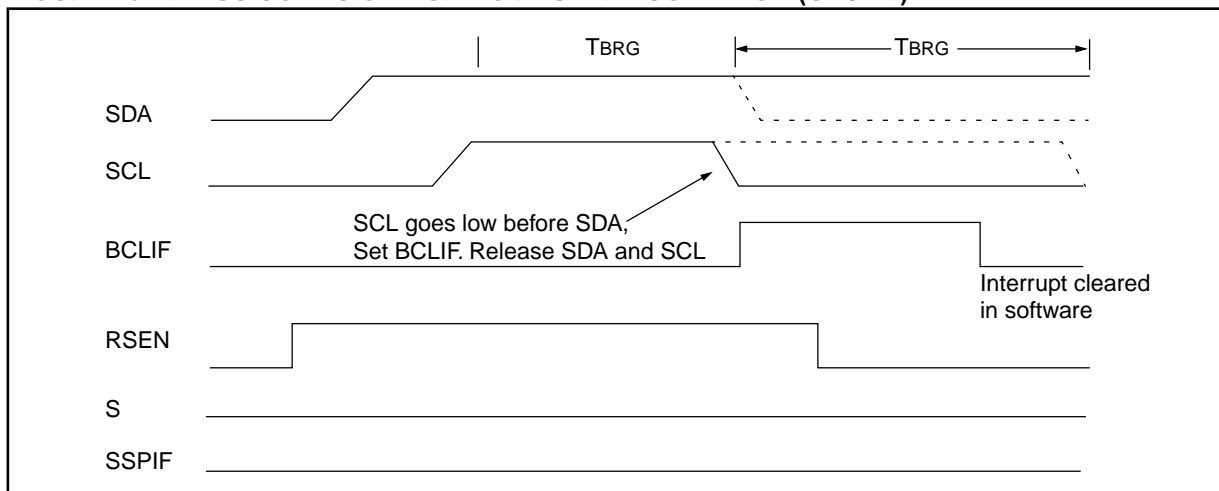 TBRG TBRG
SDA
SCL
SCL goes low before SDA,
Set BCLIF. Release SDA and SCL
BCLIF
Interrupt cleared
in software
RSEN
S
SSPIF